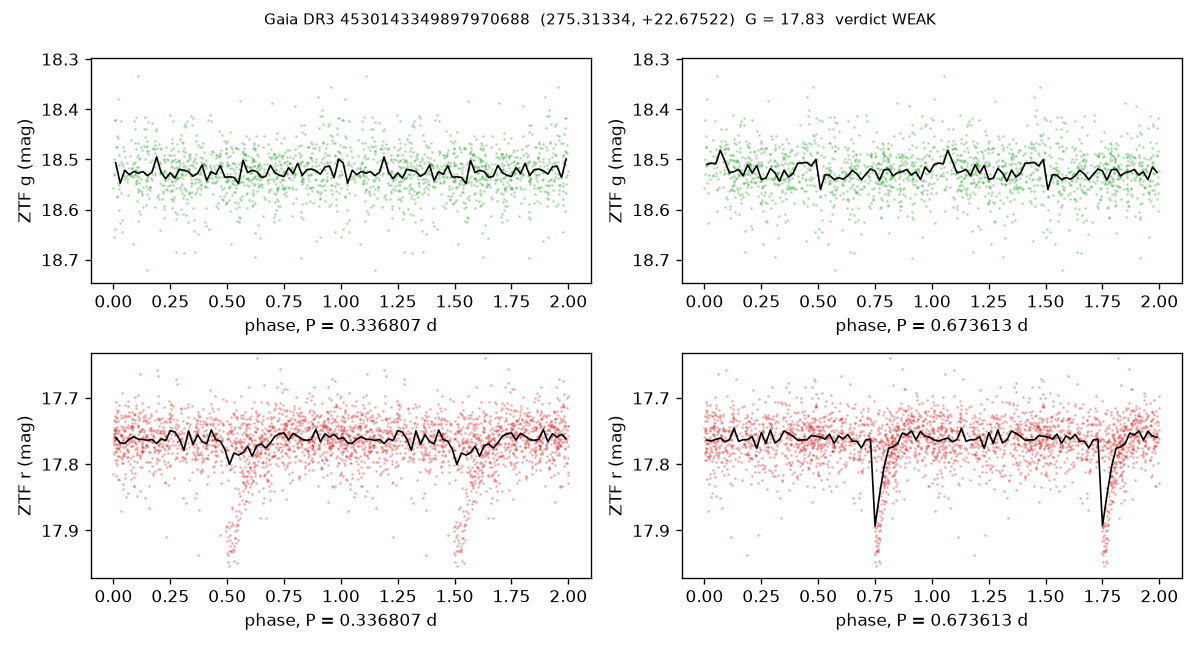 Gaia DR3 4530143349897970688  (275.31334, +22.67522)  G = 17.83  verdict WEAK
ZTF g (mag)
18.3
18.4
18.5
18.6
18.7
0.00 0.25 0.50 0.75 1.00 1.25 1.50 1.75 2.00
phase, P = 0.336807 d
ZTF g (mag)
18.3
18.4
18.5
18.6
18.7
0.00 0.25 0.50 0.75 1.00 1.25 1.50 1.75 2.00
phase, P = 0.673613 d
ZTF r (mag)
17.7
17.8
17.9
0.00 0.25 0.50 0.75 1.00 1.25 1.50 1.75 2.00
phase, P = 0.336807 d
ZTF r (mag)
17.7
17.8
17.9
0.00 0.25 0.50 0.75 1.00 1.25 1.50 1.75 2.00
phase, P = 0.673613 d